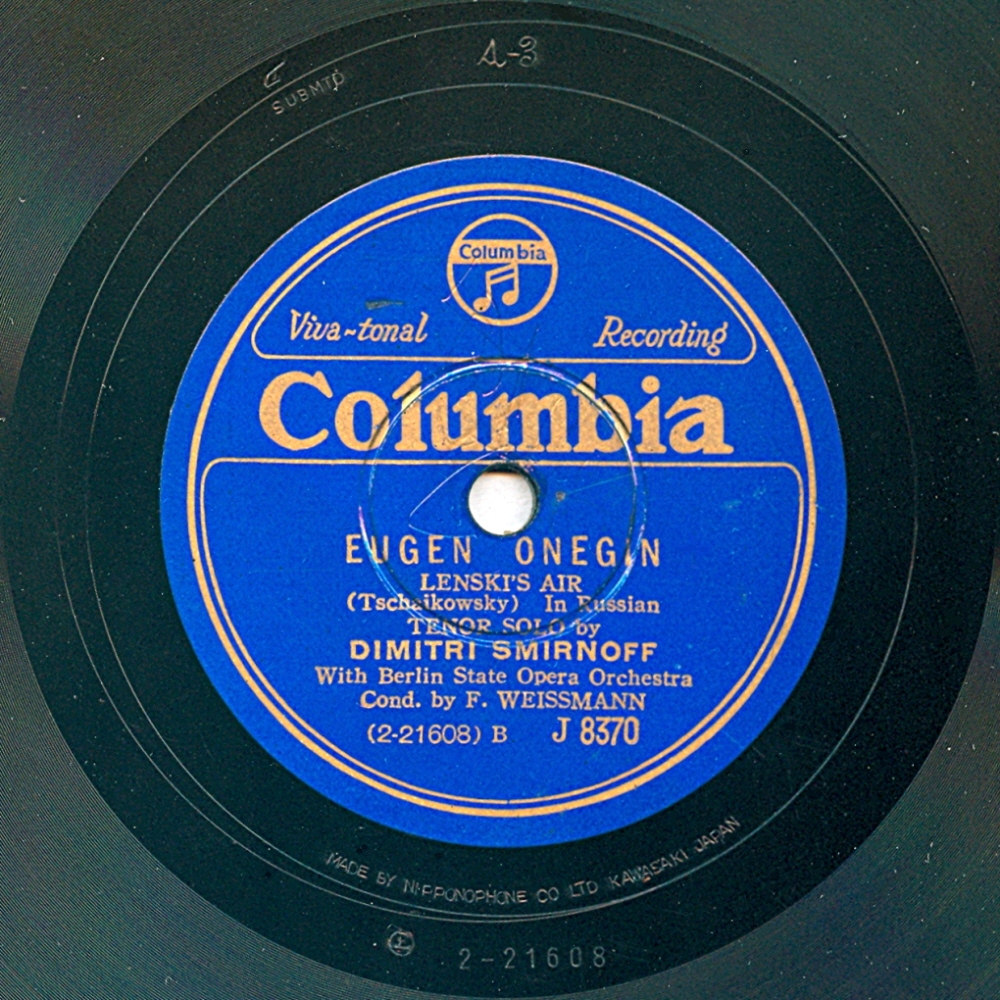 A-3
SUBMTD
Columbia
Viva~tonal Recording
Columbia
EUGEN ONEGIN
LENSKI'S AIR
(Tschaikowsky) In Russian
TENOR SOLO by
DIMITRI SMIRNOFF
With Berlin State Opera Orchestra
Cond. by F. WEISSMANN
(2-21608) B J 8370
MADE BY NIPPONOPHONE CO LTD KAWASAKI JAPAN
2-21608